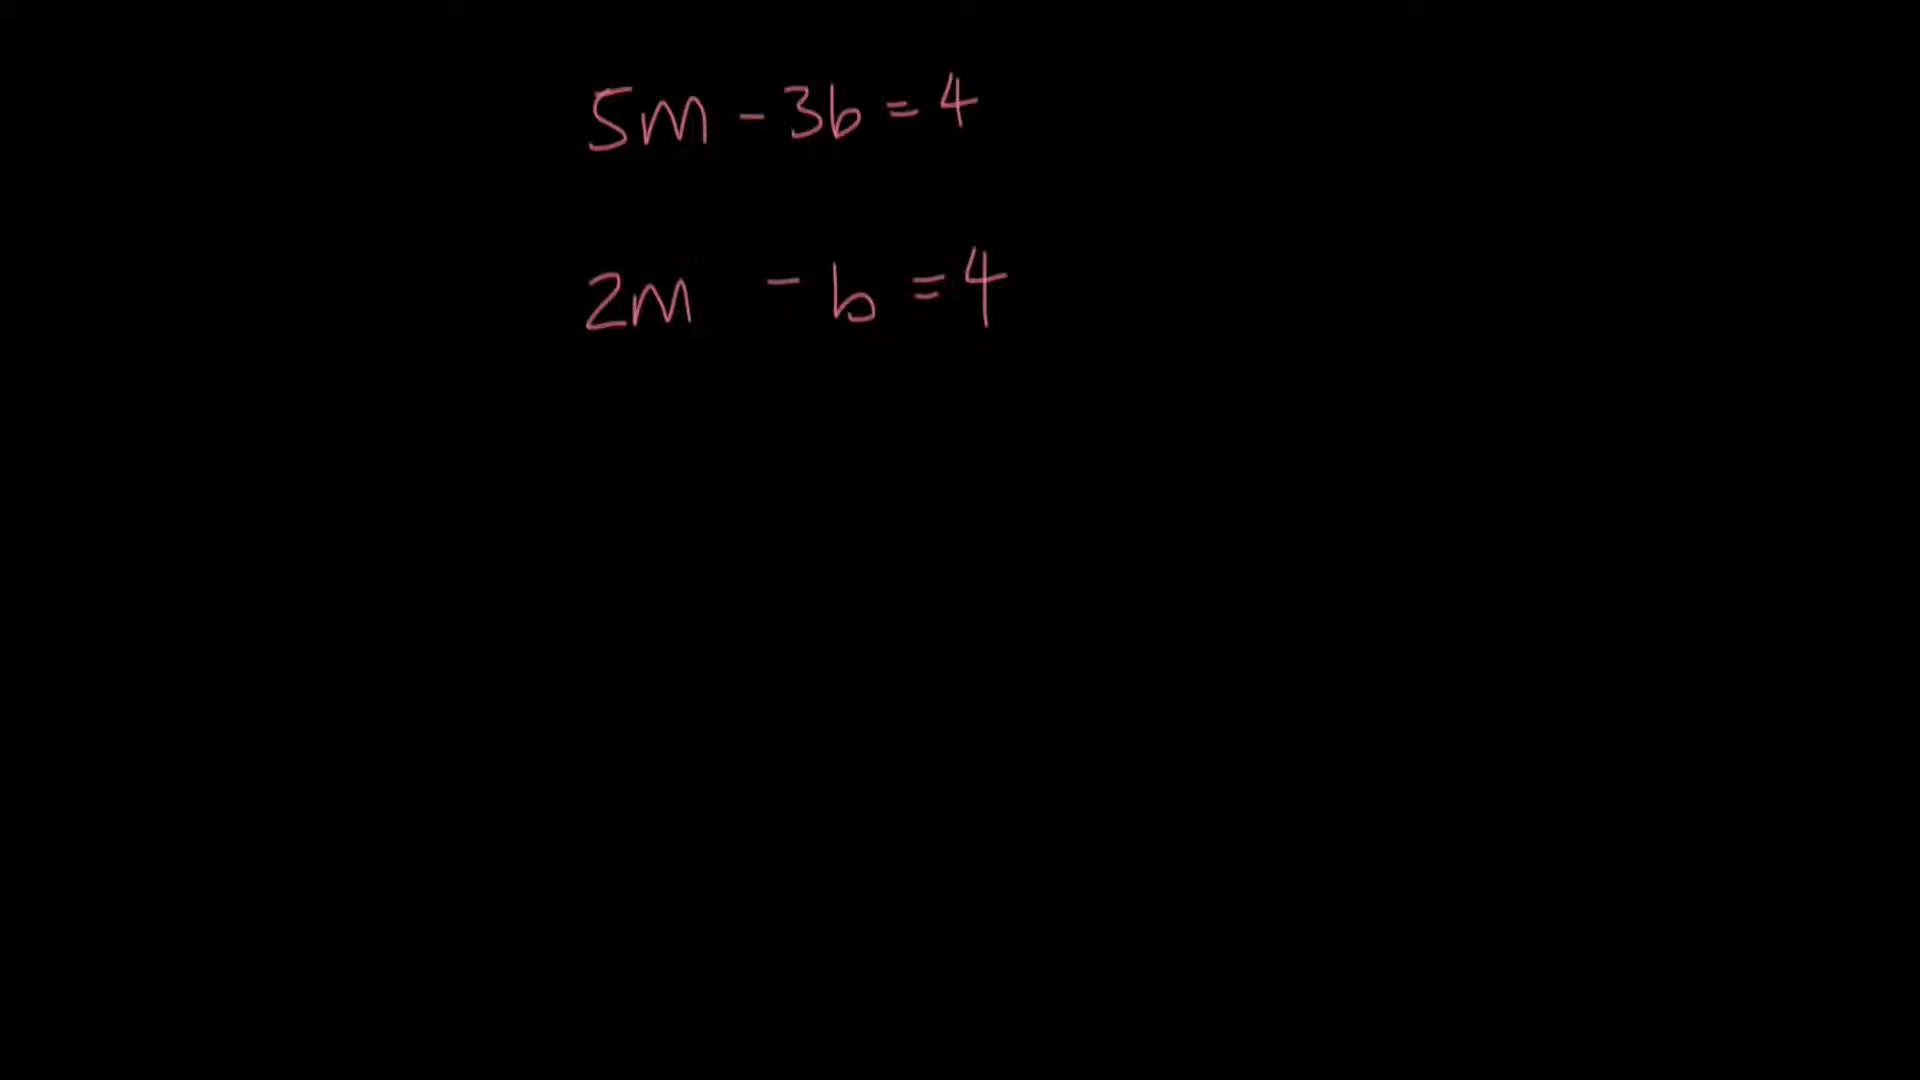 5m - 3b = 4
2m - b = 4